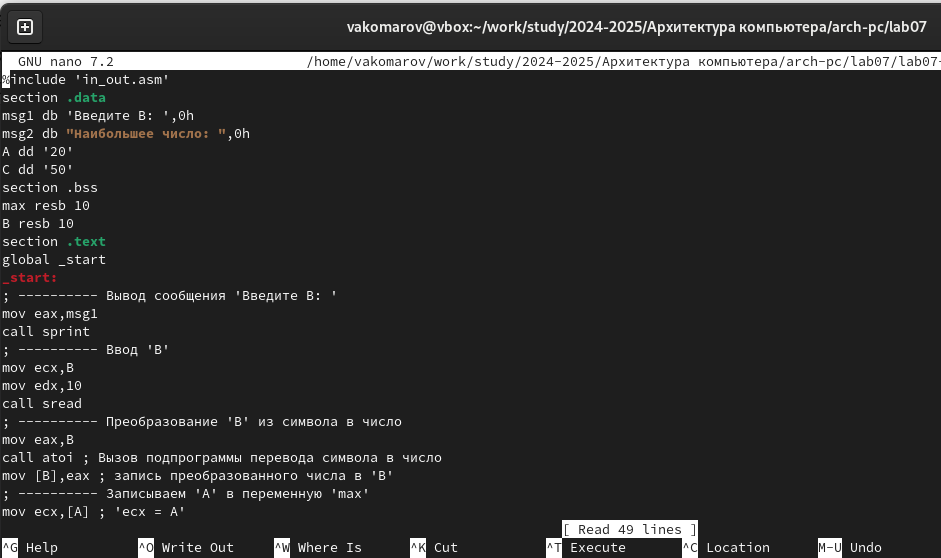 vakomarov@vbox:~/work/study/2024-2025/Архитектура компьютера/arch-pc/lab07
GNU nano 7.2 /home/vakomarov/work/study/2024-2025/Архитектура компьютера/arch-pc/lab07/lab07-
%include 'in_out.asm'
section .data
msg1 db 'Введите B: ',0h
msg2 db "Наибольшее число: ",0h
A dd '20'
C dd '50'
section .bss
max resb 10
B resb 10
section .text
global _start
_start:
; ---------- Вывод сообщения 'Введите B: '
mov eax,msg1
call sprint
; ---------- Ввод 'B'
mov ecx,B
mov edx,10
call sread
; ---------- Преобразование 'B' из символа в число
mov eax,B
call atoi ; Вызов подпрограммы перевода символа в число
mov [B],eax ; запись преобразованного числа в 'B'
; ---------- Записываем 'A' в переменную 'max'
mov ecx,[A] ; 'ecx = A'
[ Read 49 lines ]
^G Help ^O Write Out ^W Where Is ^K Cut ^T Execute ^C Location M-U Undo